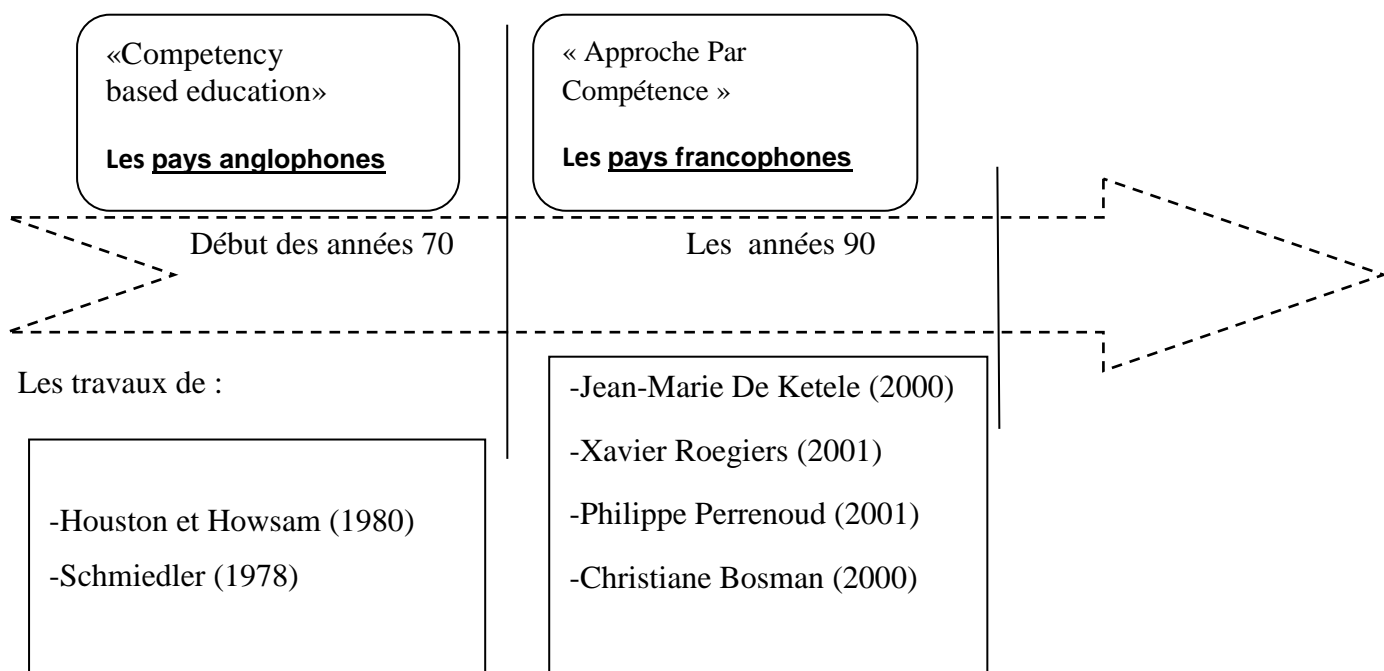 «Competency
based education»
Les pays anglophones
« Approche Par
Compétence »
Les pays francophones
Début des années 70
Les années 90
Les travaux de :
-Houston et Howsam (1980)
-Schmiedler (1978)
-Jean-Marie De Ketele (2000)
-Xavier Roegiers (2001)
-Philippe Perrenoud (2001)
-Christiane Bosman (2000)